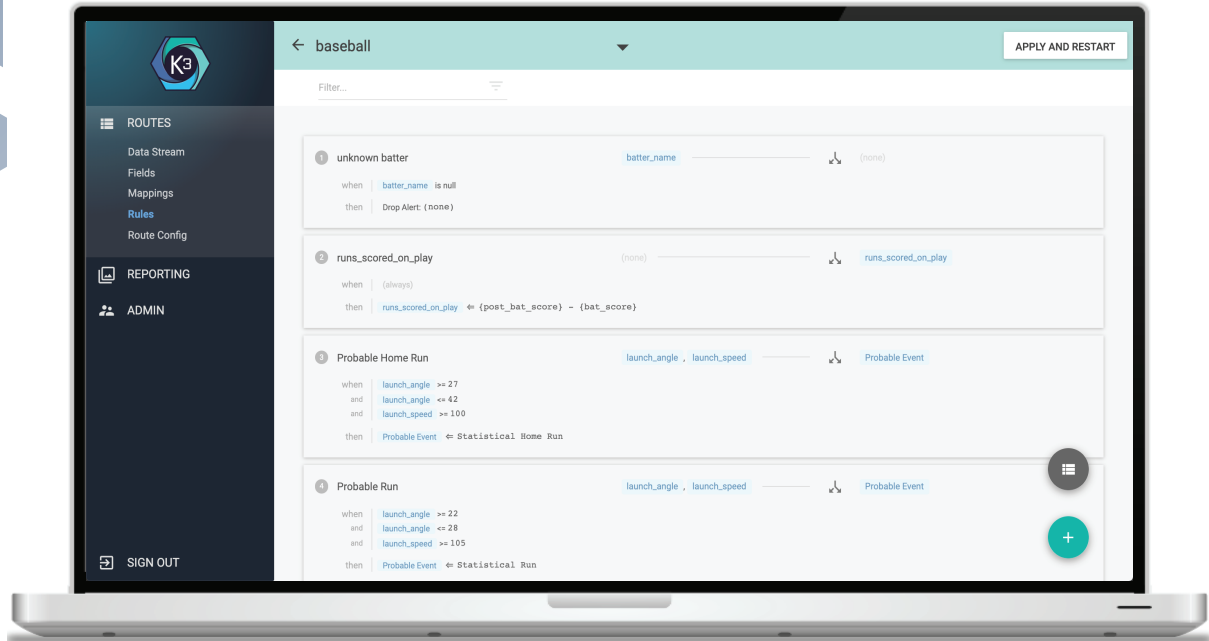 K3
baseball
APPLY AND RESTART
Filter...
ROUTES
Data Stream
Fields
Mappings
Rules
Route Config
REPORTING
ADMIN
SIGN OUT
1 unknown batter batter_name (none)
when batter_name is null
then Drop Alert: (none)
2 runs_scored_on_play (none) runs_scored_on_play
when (always)
then runs_scored_on_play ⇐ {post_bat_score} - {bat_score}
3 Probable Home Run launch_angle , launch_speed Probable Event
when launch_angle >= 27
and launch_angle <= 42
and launch_speed >= 100
then Probable Event ⇐ Statistical Home Run
4 Probable Run launch_angle , launch_speed Probable Event
when launch_angle >= 22
and launch_angle <= 28
and launch_speed >= 105
then Probable Event ⇐ Statistical Run